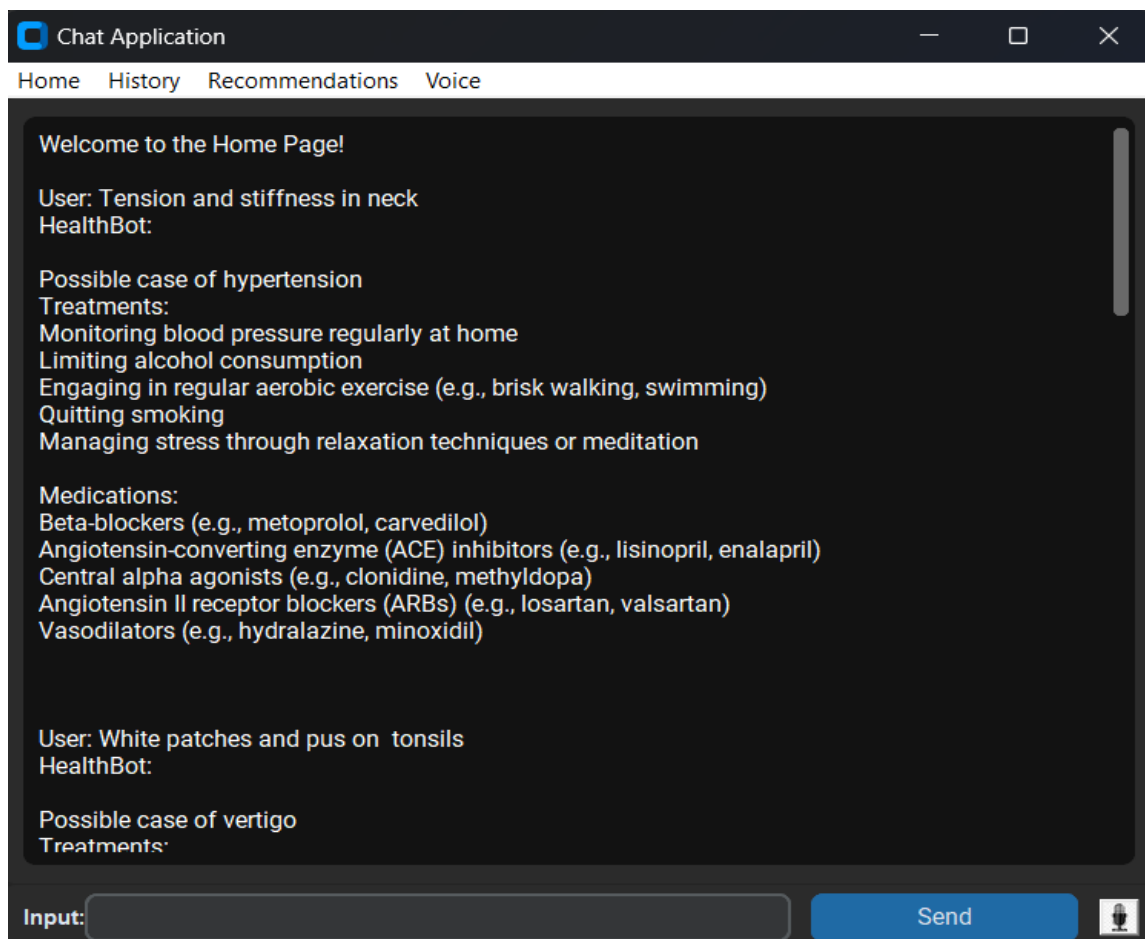 Chat Application
Home History Recommendations Voice
Welcome to the Home Page!
User: Tension and stiffness in neck
HealthBot:
Possible case of hypertension
Treatments:
Monitoring blood pressure regularly at home
Limiting alcohol consumption
Engaging in regular aerobic exercise (e.g., brisk walking, swimming)
Quitting smoking
Managing stress through relaxation techniques or meditation
Medications:
Beta-blockers (e.g., metoprolol, carvedilol)
Angiotensin-converting enzyme (ACE) inhibitors (e.g., lisinopril, enalapril)
Central alpha agonists (e.g., clonidine, methyldopa)
Angiotensin II receptor blockers (ARBs) (e.g., losartan, valsartan)
Vasodilators (e.g., hydralazine, minoxidil)
User: White patches and pus on  tonsils
HealthBot:
Possible case of vertigo
Treatments:
Input: Send